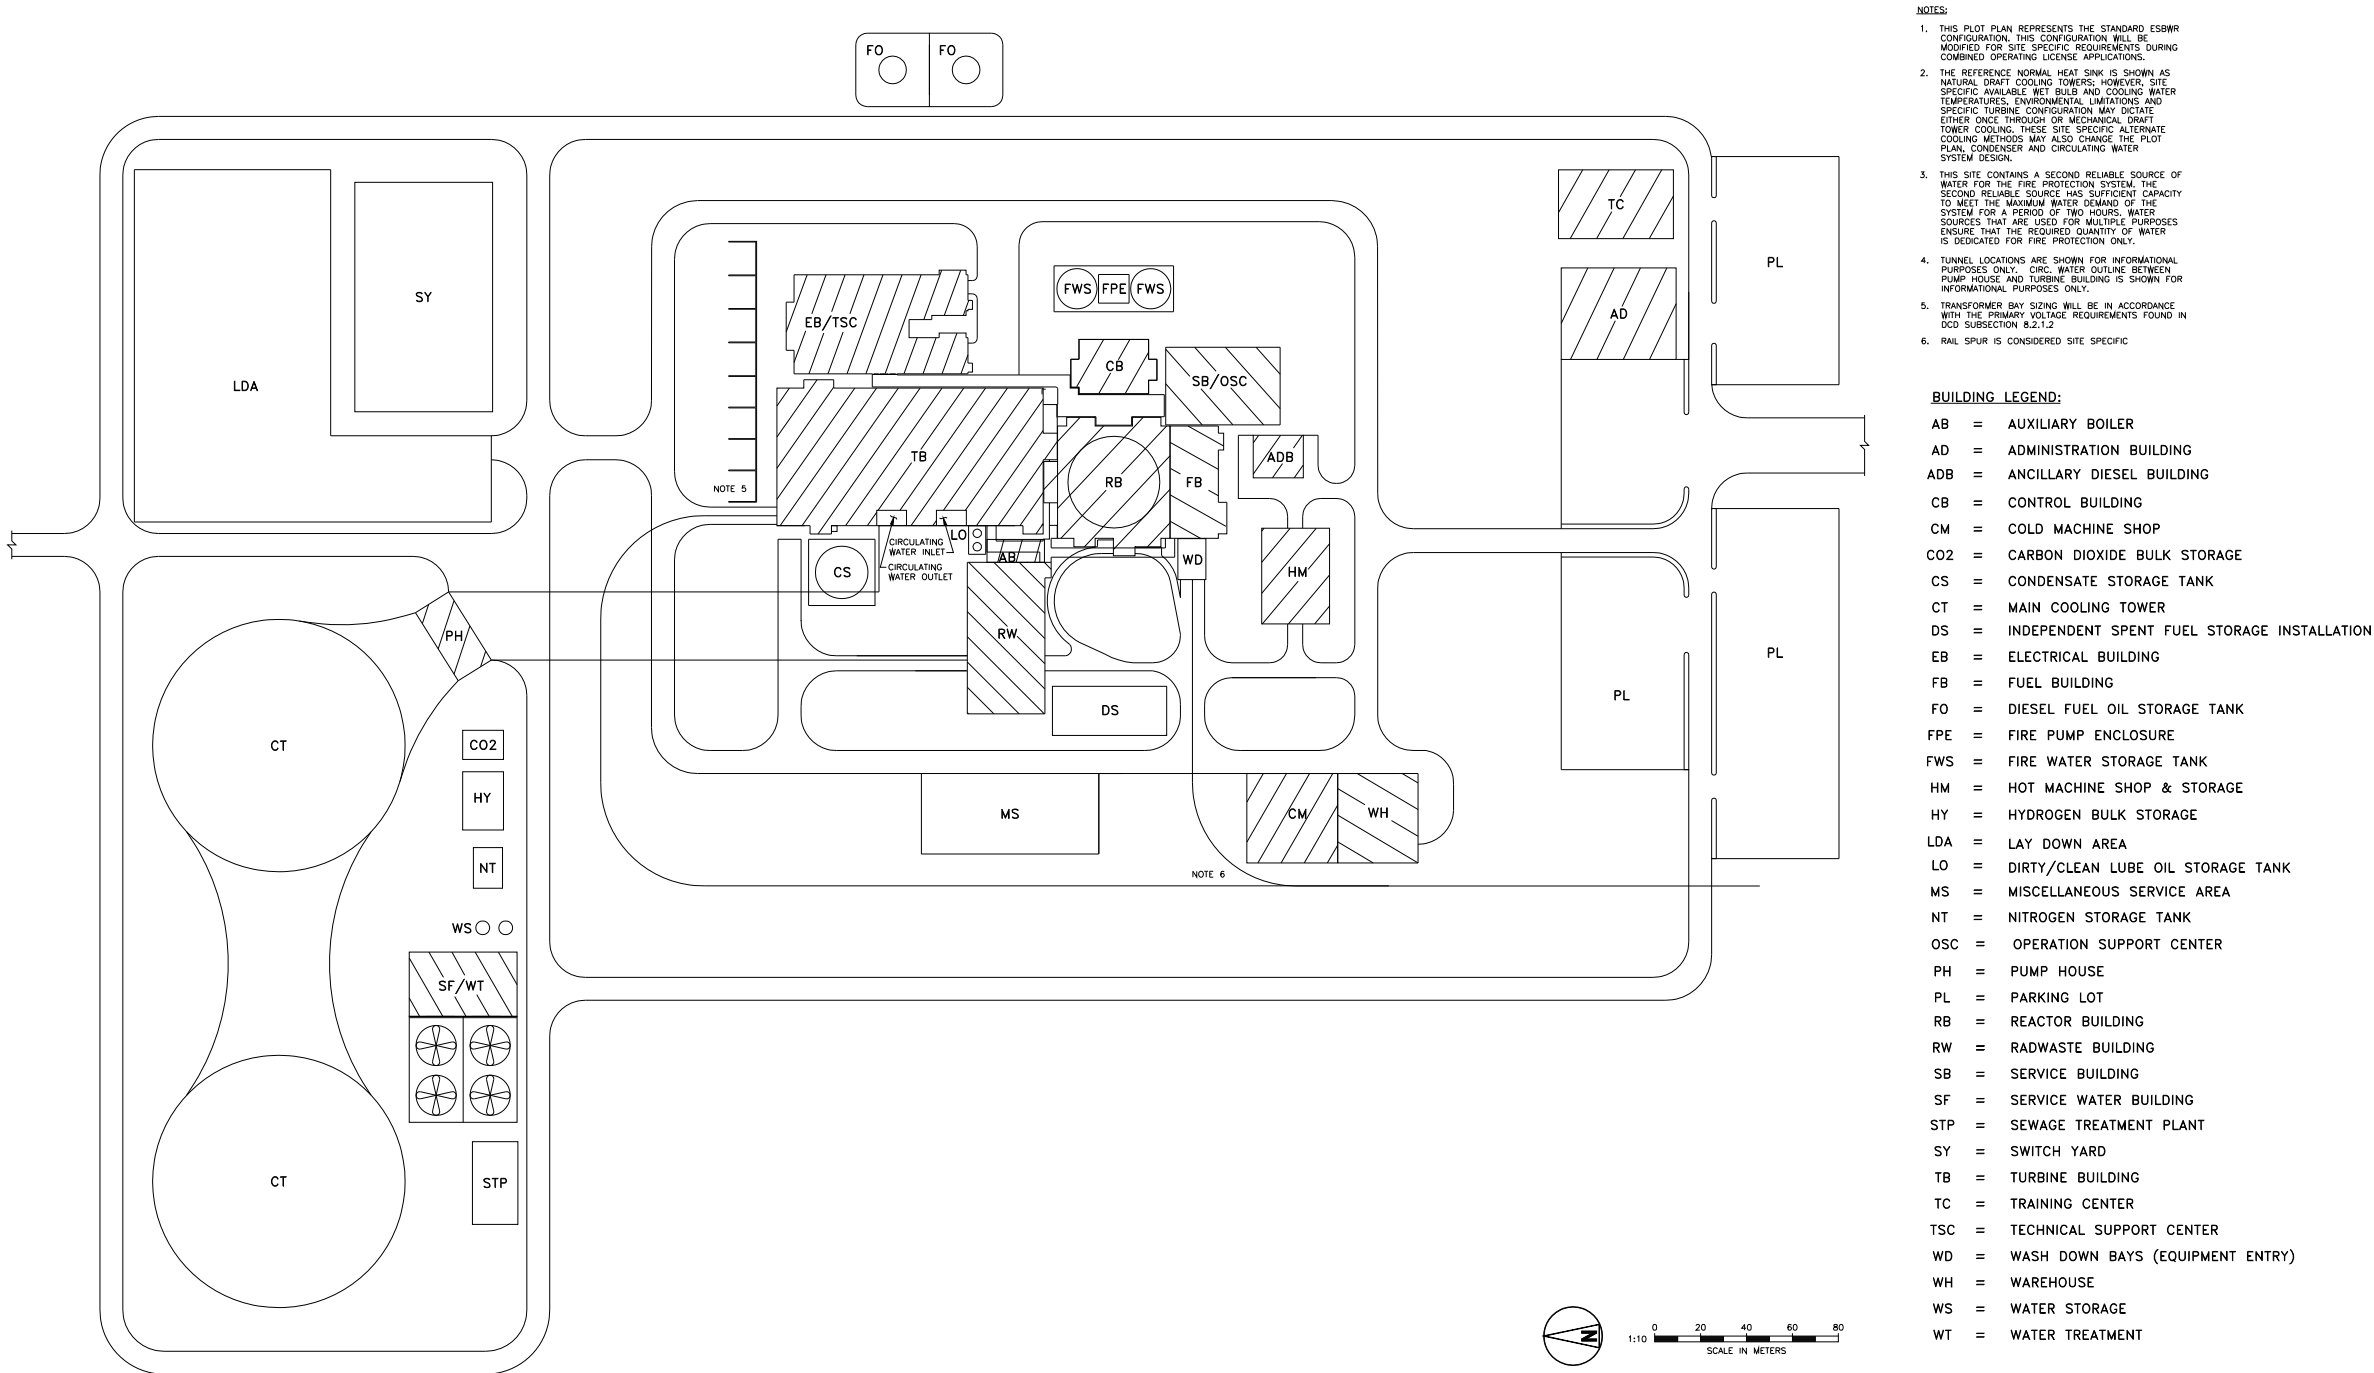 NOTES:
1. THIS PLOT PLAN REPRESENTS THE STANDARD ESBWR
CONFIGURATION. THIS CONFIGURATION WILL BE
MODIFIED FOR SITE SPECIFIC REQUIREMENTS DURING
COMBINED OPERATING LICENSE APPLICATIONS.
2. THE REFERENCE NORMAL HEAT SINK IS SHOWN AS
NATURAL DRAFT COOLING TOWERS; HOWEVER, SITE
SPECIFIC AVAILABLE WET BULB AND COOLING WATER
TEMPERATURES, ENVIRONMENTAL LIMITATIONS AND
SPECIFIC TURBINE CONFIGURATION MAY DICTATE
EITHER ONCE THROUGH OR MECHANICAL DRAFT
TOWER COOLING. THESE SITE SPECIFIC ALTERNATE
COOLING METHODS MAY ALSO CHANGE THE PLOT
PLAN, CONDENSER AND CIRCULATING WATER
SYSTEM DESIGN.
3. THIS SITE CONTAINS A SECOND RELIABLE SOURCE OF
WATER FOR THE FIRE PROTECTION SYSTEM. THE
SECOND RELIABLE SOURCE HAS SUFFICIENT CAPACITY
TO MEET THE MAXIMUM WATER DEMAND OF THE
SYSTEM FOR A PERIOD OF TWO HOURS. WATER
SOURCES THAT ARE USED FOR MULTIPLE PURPOSES
ENSURE THAT THE REQUIRED QUANTITY OF WATER
IS DEDICATED FOR FIRE PROTECTION ONLY.
4. TUNNEL LOCATIONS ARE SHOWN FOR INFORMATIONAL
PURPOSES ONLY. CIRC. WATER OUTLINE BETWEEN
PUMP HOUSE AND TURBINE BUILDING IS SHOWN FOR
INFORMATIONAL PURPOSES ONLY.
5. TRANSFORMER BAY SIZING WILL BE IN ACCORDANCE
WITH THE PRIMARY VOLTAGE REQUIREMENTS FOUND IN
DCD SUBSECTION 8.2.1.2
6. RAIL SPUR IS CONSIDERED SITE SPECIFIC
BUILDING LEGEND:
AB = AUXILIARY BOILER
AD = ADMINISTRATION BUILDING
ADB = ANCILLARY DIESEL BUILDING
CB = CONTROL BUILDING
CM = COLD MACHINE SHOP
CO2 = CARBON DIOXIDE BULK STORAGE
CS = CONDENSATE STORAGE TANK
CT = MAIN COOLING TOWER
DS = INDEPENDENT SPENT FUEL STORAGE INSTALLATION
EB = ELECTRICAL BUILDING
FB = FUEL BUILDING
FO = DIESEL FUEL OIL STORAGE TANK
FPE = FIRE PUMP ENCLOSURE
FWS = FIRE WATER STORAGE TANK
HM = HOT MACHINE SHOP & STORAGE
HY = HYDROGEN BULK STORAGE
LDA = LAY DOWN AREA
LO = DIRTY/CLEAN LUBE OIL STORAGE TANK
MS = MISCELLANEOUS SERVICE AREA
NT = NITROGEN STORAGE TANK
OSC = OPERATION SUPPORT CENTER
PH = PUMP HOUSE
PL = PARKING LOT
RB = REACTOR BUILDING
RW = RADWASTE BUILDING
SB = SERVICE BUILDING
SF = SERVICE WATER BUILDING
STP = SEWAGE TREATMENT PLANT
SY = SWITCH YARD
TB = TURBINE BUILDING
TC = TRAINING CENTER
TSC = TECHNICAL SUPPORT CENTER
WD = WASH DOWN BAYS (EQUIPMENT ENTRY)
WH = WAREHOUSE
WS = WATER STORAGE
WT = WATER TREATMENT
FO FO
TC
PL
SY
LDA
FWS FPE FWS
AD
EB/TSC
CB
SB/OSC
TB
ADB
RB
FB
NOTE 5
LO
CIRCULATING
WATER INLET
CIRCULATING
WATER OUTLET
AB
WD
CS
HM
PH
RW
PL
PL
DS
CT
CO2
HY
MS
CM
WH
NT
NOTE 6
WS
SF/WT
CT
STP
N
1:10
0 20 40 60 80
SCALE IN METERS